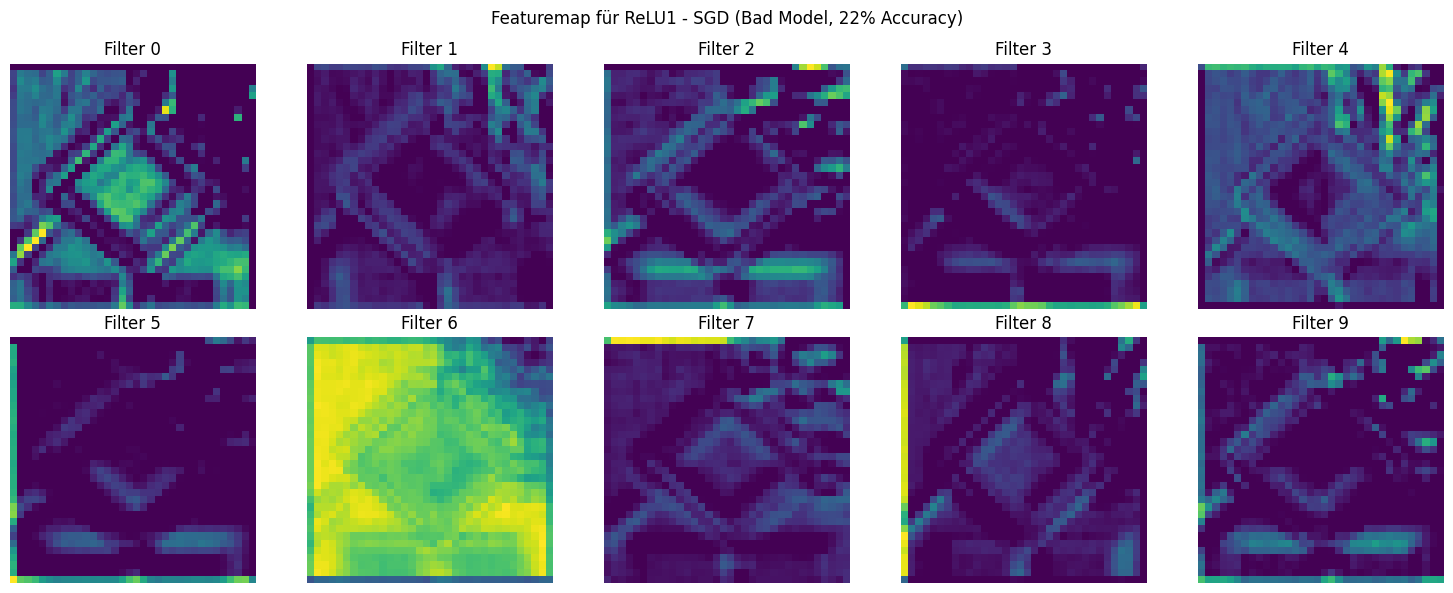 Featuremap für ReLU1 - SGD (Bad Model, 22% Accuracy)
Filter 0
Filter 1
Filter 2
Filter 3
Filter 4
Filter 5
Filter 6
Filter 7
Filter 8
Filter 9